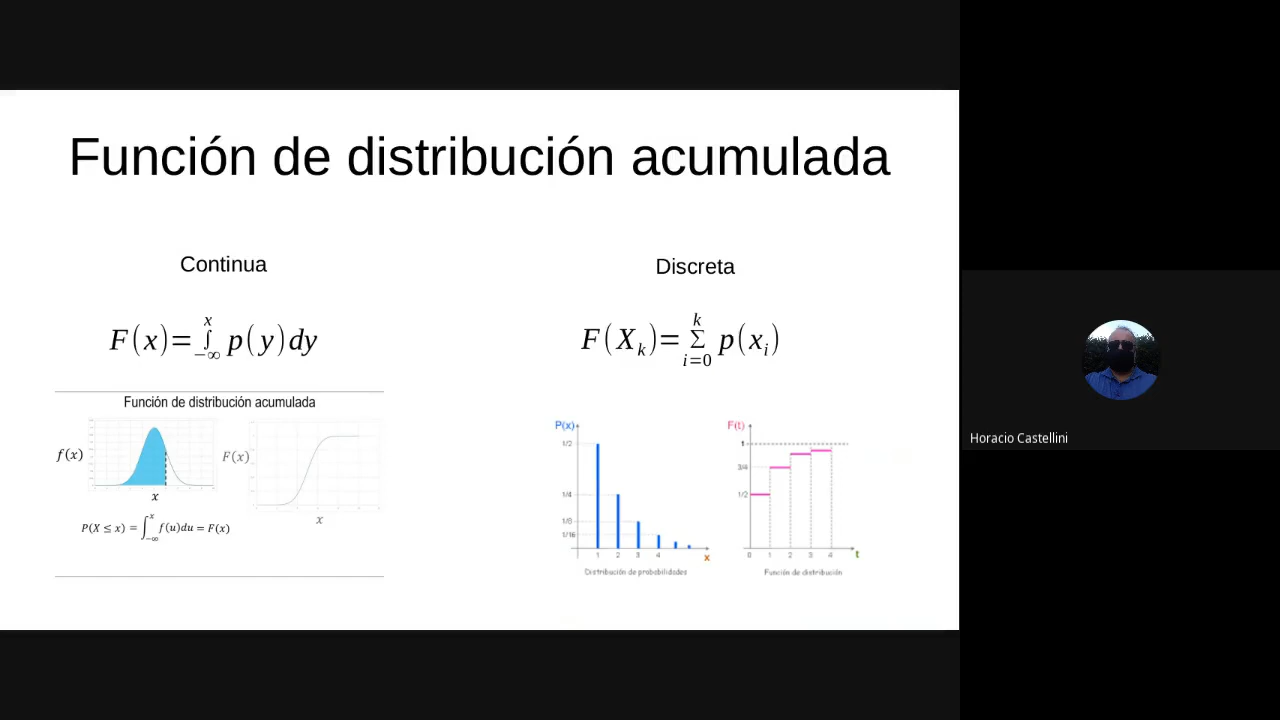 Función de distribución acumulada
Continua
Discreta
F(x)=∫_{-∞}^{x} p(y)dy
F(X_k)=Σ_{i=0}^{k} p(x_i)
Función de distribución acumulada
f(x)
x
F(x)
x
P(X ≤ x) = ∫_{-∞}^{x} f(u)du = F(x)
P(x)
1/2
1/4
1/8
1/16
1 2 3 4
x
Distribución de probabilidades
F(t)
1
3/4
1/2
0 1 2 3 4
t
Función de distribución
Horacio Castellini